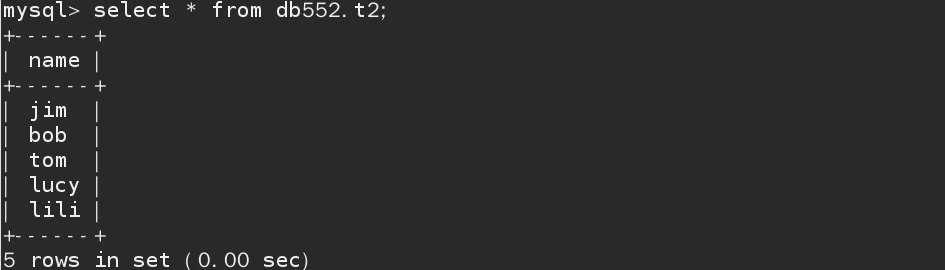 mysql> select * from db552.t2;
+------+
| name |
+------+
| jim  |
| bob  |
| tom  |
| lucy |
| lili |
+------+
5 rows in set (0.00 sec)